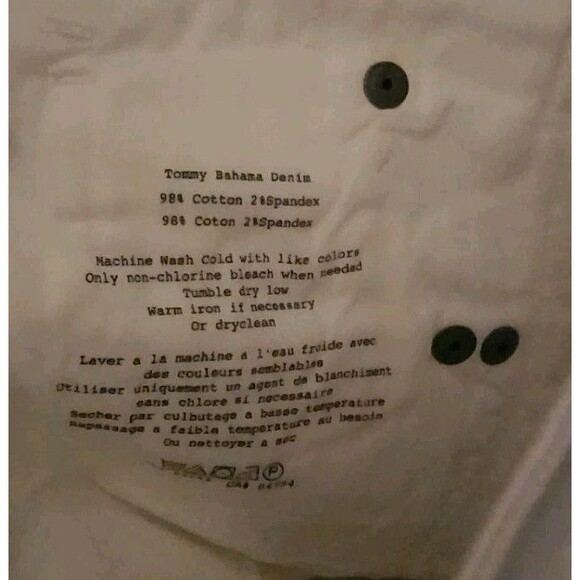 Tommy Bahama Denim
98% Cotton 2%Spandex
98% Coton 2%Spandex
Machine Wash Cold with like colors
Only non-chlorine bleach when needed
Tumble dry low
Warm iron if necessary
Or dryclean
Laver a la machine a l'eau froide avec
des couleurs semblables
Utiliser uniquement un agent de blanchiment
sans chlore si necessaire
Secher par culbutage a basse temperature
Repassage a faible temperature au besoin
Ou nettoyer a sec
P
CA#